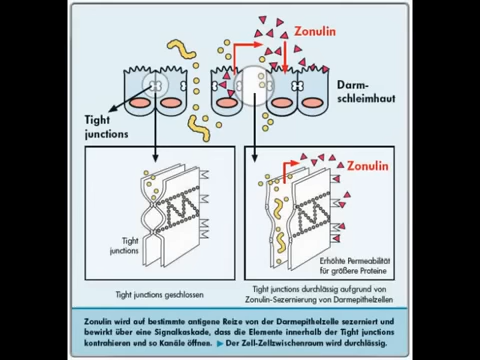 Zonulin
Darm-
schleimhaut
Tight
junctions
Zonulin
Tight
junctions
Erhöhte Permeabilität
für größere Proteine
Tight junctions geschlossen
Tight junctions durchlässig aufgrund von
Zonulin-Sezernierung von Darmepithelzellen
Zonulin wird auf bestimmte antigene Reize von der Darmepithelzelle sezerniert und
bewirkt über eine Signalkaskade, dass die Elemente innerhalb der Tight junctions
kontrahieren und so Kanäle öffnen. ► Der Zell-Zellzwischenraum wird durchlässig.